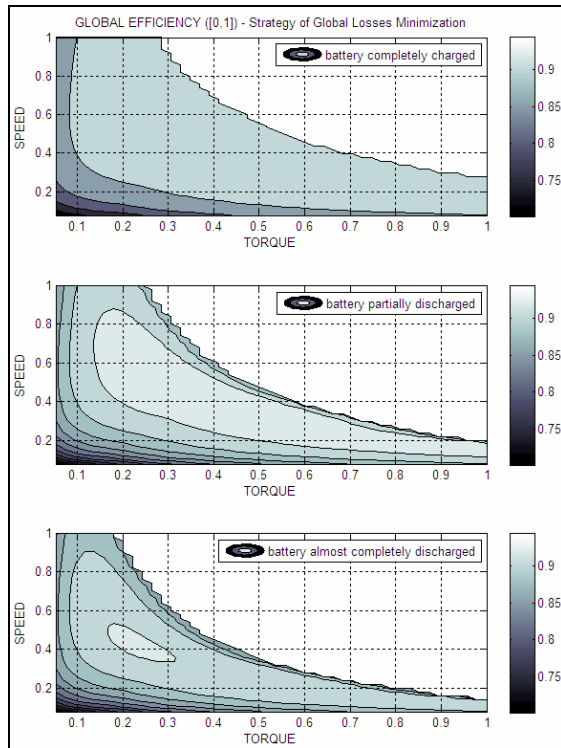 GLOBAL EFFICIENCY ([0,1]) - Strategy of Global Losses Minimization
battery completely charged
SPEED
1
0.8
0.6
0.4
0.2
0.1 0.2 0.3 0.4 0.5 0.6 0.7 0.8 0.9 1
TORQUE
0.9
0.85
0.8
0.75
battery partially discharged
SPEED
1
0.8
0.6
0.4
0.2
0.1 0.2 0.3 0.4 0.5 0.6 0.7 0.8 0.9 1
TORQUE
0.9
0.85
0.8
0.75
battery almost completely discharged
SPEED
1
0.8
0.6
0.4
0.2
0.1 0.2 0.3 0.4 0.5 0.6 0.7 0.8 0.9 1
TORQUE
0.9
0.85
0.8
0.75